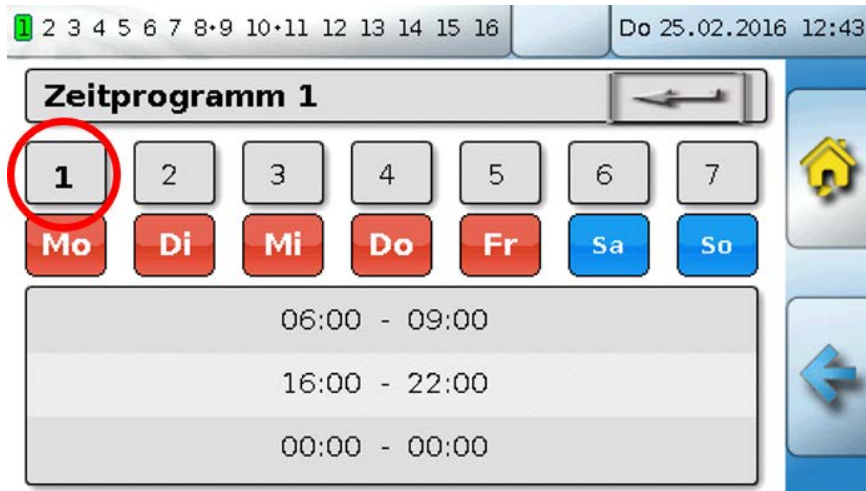 1 2 3 4 5 6 7 8·9 10·11 12 13 14 15 16 Do 25.02.2016 12:43
Zeitprogramm 1
1 2 3 4 5 6 7
Mo Di Mi Do Fr Sa So
06:00 - 09:00
16:00 - 22:00
00:00 - 00:00